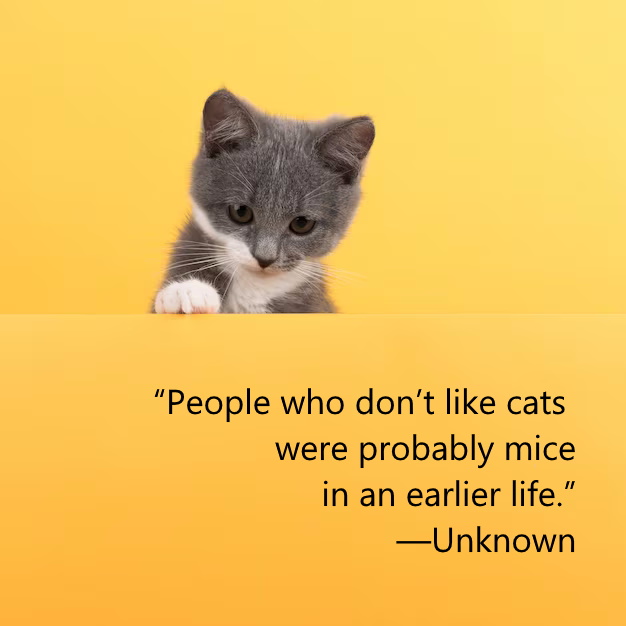 “People who don’t like cats
were probably mice
in an earlier life.”
—Unknown